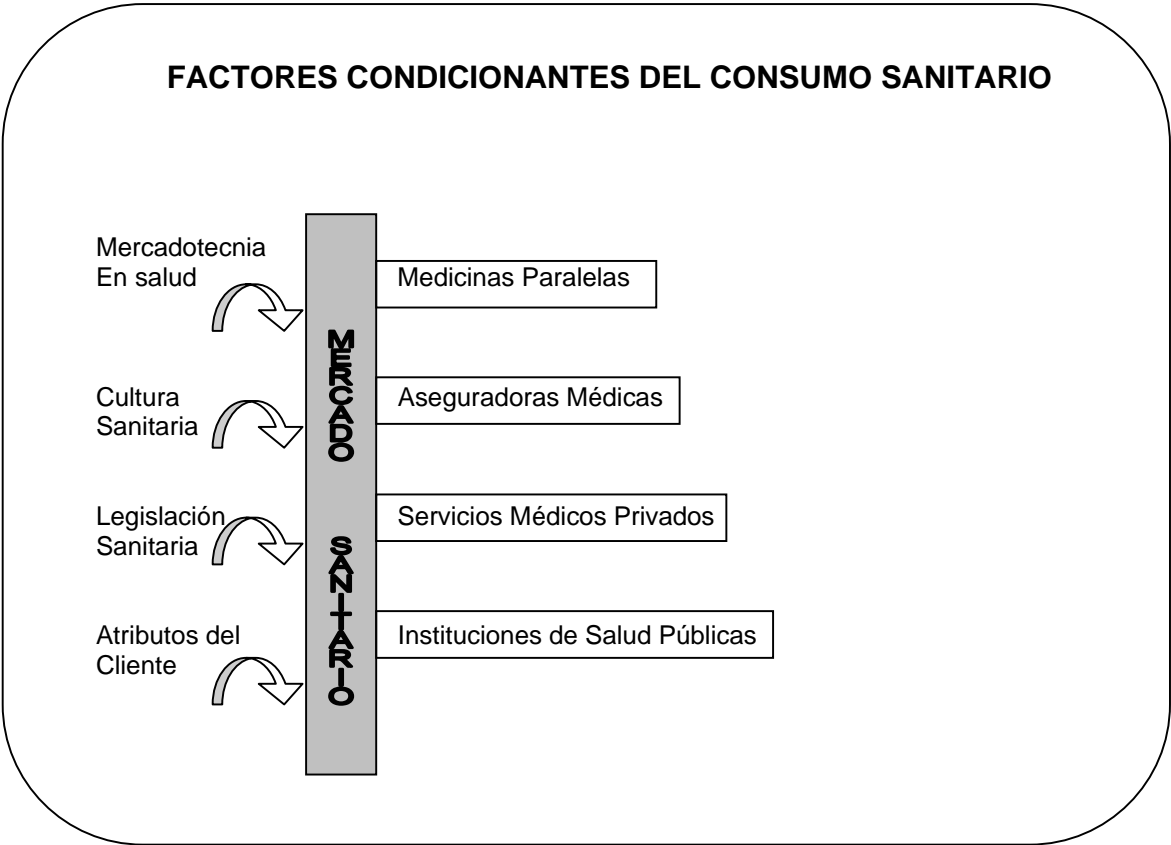 FACTORES CONDICIONANTES DEL CONSUMO SANITARIO
Mercadotecnia
En salud
Cultura
Sanitaria
Legislación
Sanitaria
Atributos del
Cliente
MERCADO SANITARIO
Medicinas Paralelas
Aseguradoras Médicas
Servicios Médicos Privados
Instituciones de Salud Públicas